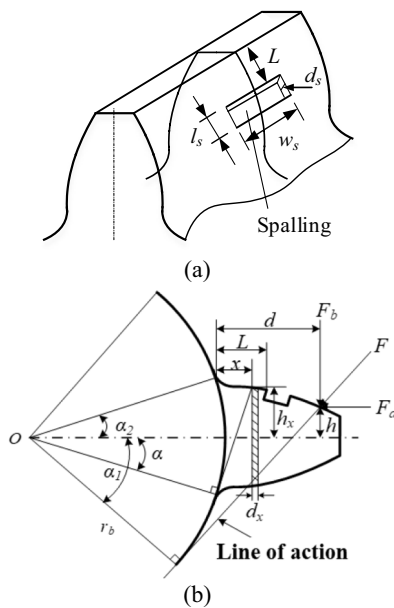 L
d_s
l_s
w_s
Spalling
(a)
d
F_b
L
F
x
F_a
h_x
h
α_2
O
α
α_1
d_x
r_b
Line of action
(b)